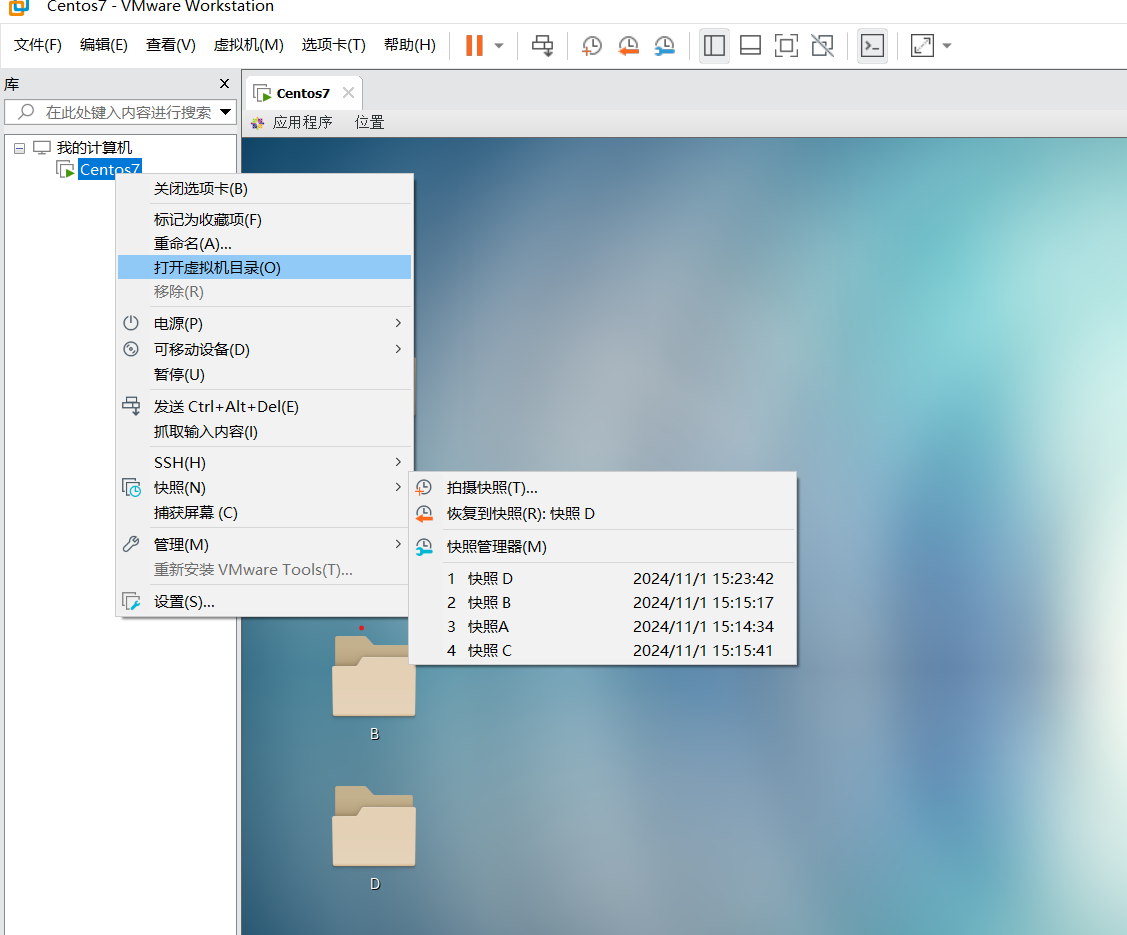 Centos7 - VMware Workstation
文件(F) 编辑(E) 查看(V) 虚拟机(M) 选项卡(T) 帮助(H)
库
在此处键入内容进行搜索
我的计算机
Centos7
Centos7
应用程序 位置
关闭选项卡(B)
标记为收藏项(F)
重命名(A)...
打开虚拟机目录(O)
移除(R)
电源(P)
可移动设备(D)
暂停(U)
发送 Ctrl+Alt+Del(E)
抓取输入内容(I)
SSH(H)
快照(N)
捕获屏幕 (C)
管理(M)
重新安装 VMware Tools(T)...
设置(S)...
拍摄快照(T)...
恢复到快照(R): 快照 D
快照管理器(M)
1 快照 D 2024/11/1 15:23:42
2 快照 B 2024/11/1 15:15:17
3 快照A 2024/11/1 15:14:34
4 快照 C 2024/11/1 15:15:41
B
D